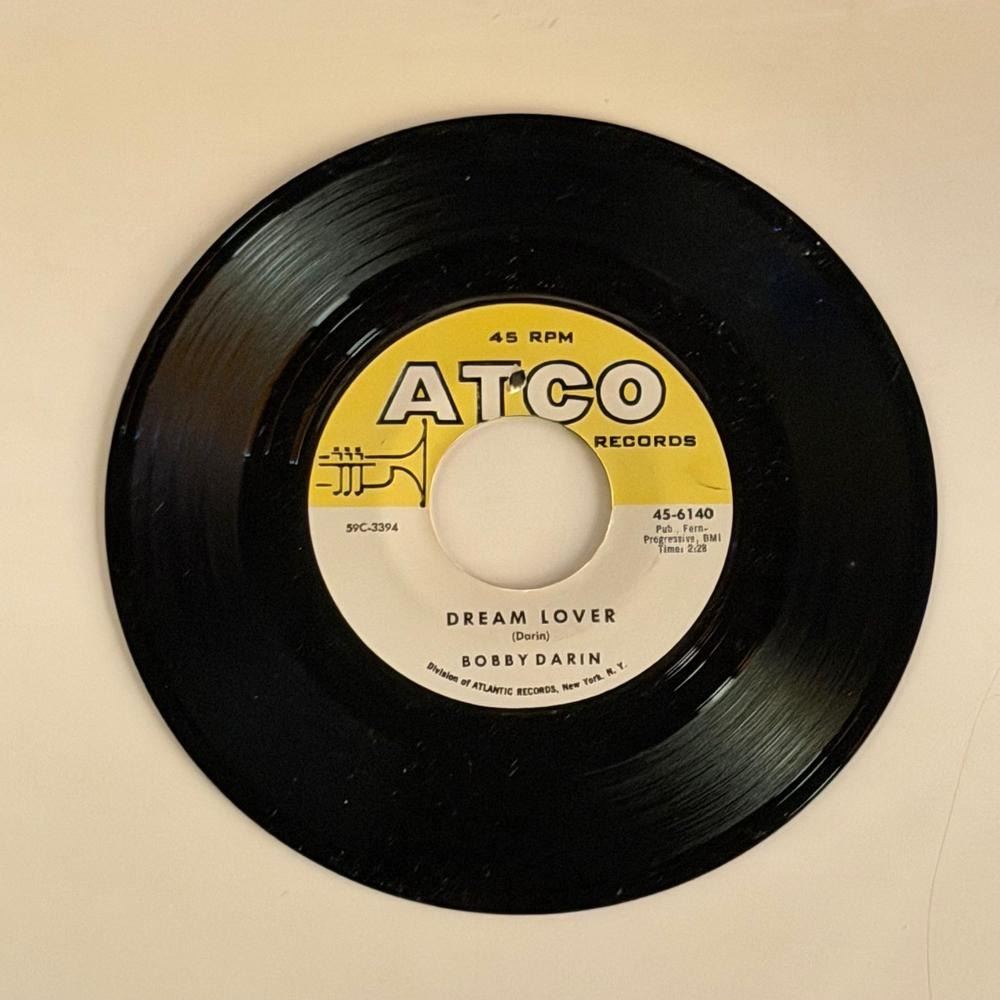 45 RPM
ATCO
RECORDS
59C-3394
45-6140
Pub., Fern-
Progressive, BMI
Time: 2:28
DREAM LOVER
(Darin)
BOBBY DARIN
Division of ATLANTIC RECORDS, New York, N. Y.